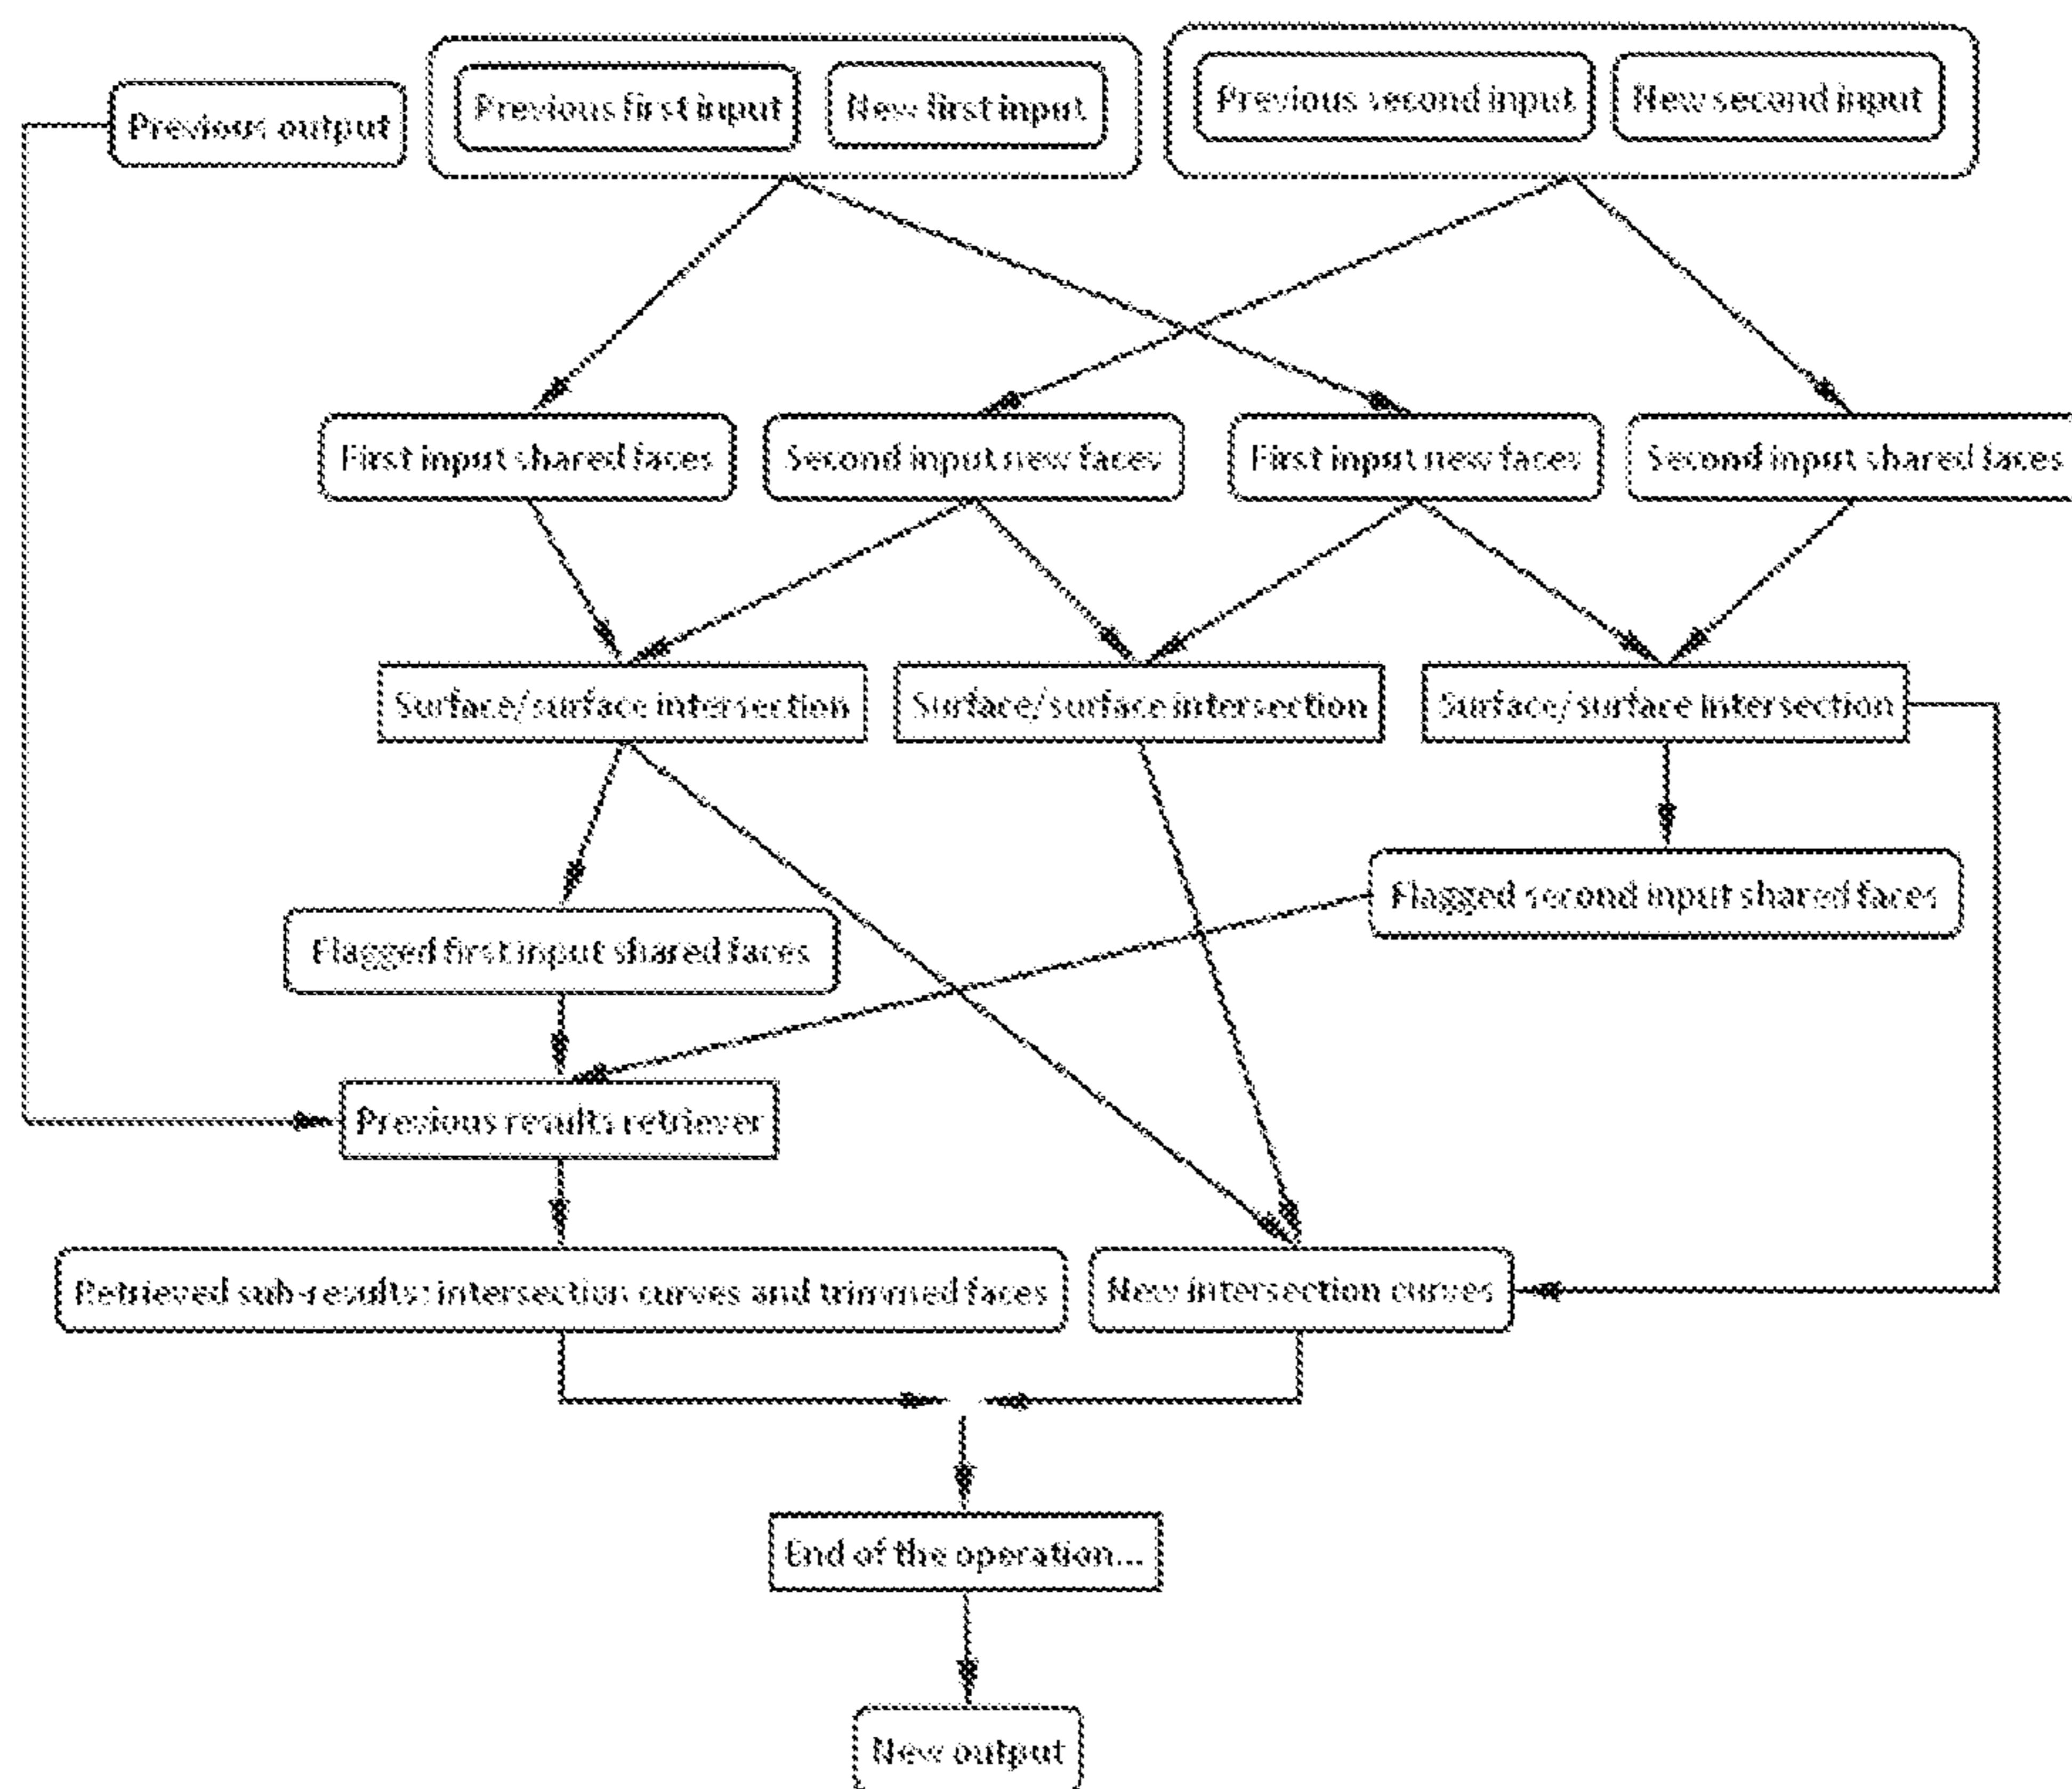 Previous output
Previous first input
New first input
Previous second input
New second input
First input shared faces
Second input new faces
First input new faces
Second input shared faces
Surface/surface intersection
Surface/surface intersection
Surface/surface intersection
Flagged second input shared faces
Flagged first input shared faces
Previous results retriever
Retrieved sub-results: intersection curves and trimmed faces
New intersection curves
End of the operation...
New output